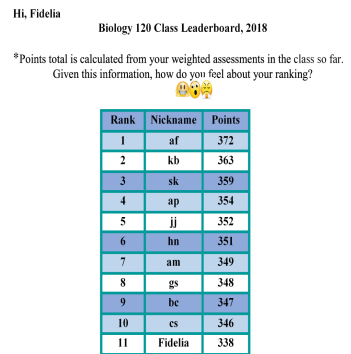 Hi, Fidelia
Biology 120 Class Leaderboard, 2018
*Points total is calculated from your weighted assessments in the class so far.
Given this information, how do you feel about your ranking?
Rank Nickname Points
1 af 372
2 kb 363
3 sk 359
4 ap 354
5 jj 352
6 hn 351
7 am 349
8 gs 348
9 bc 347
10 cs 346
11 Fidelia 338